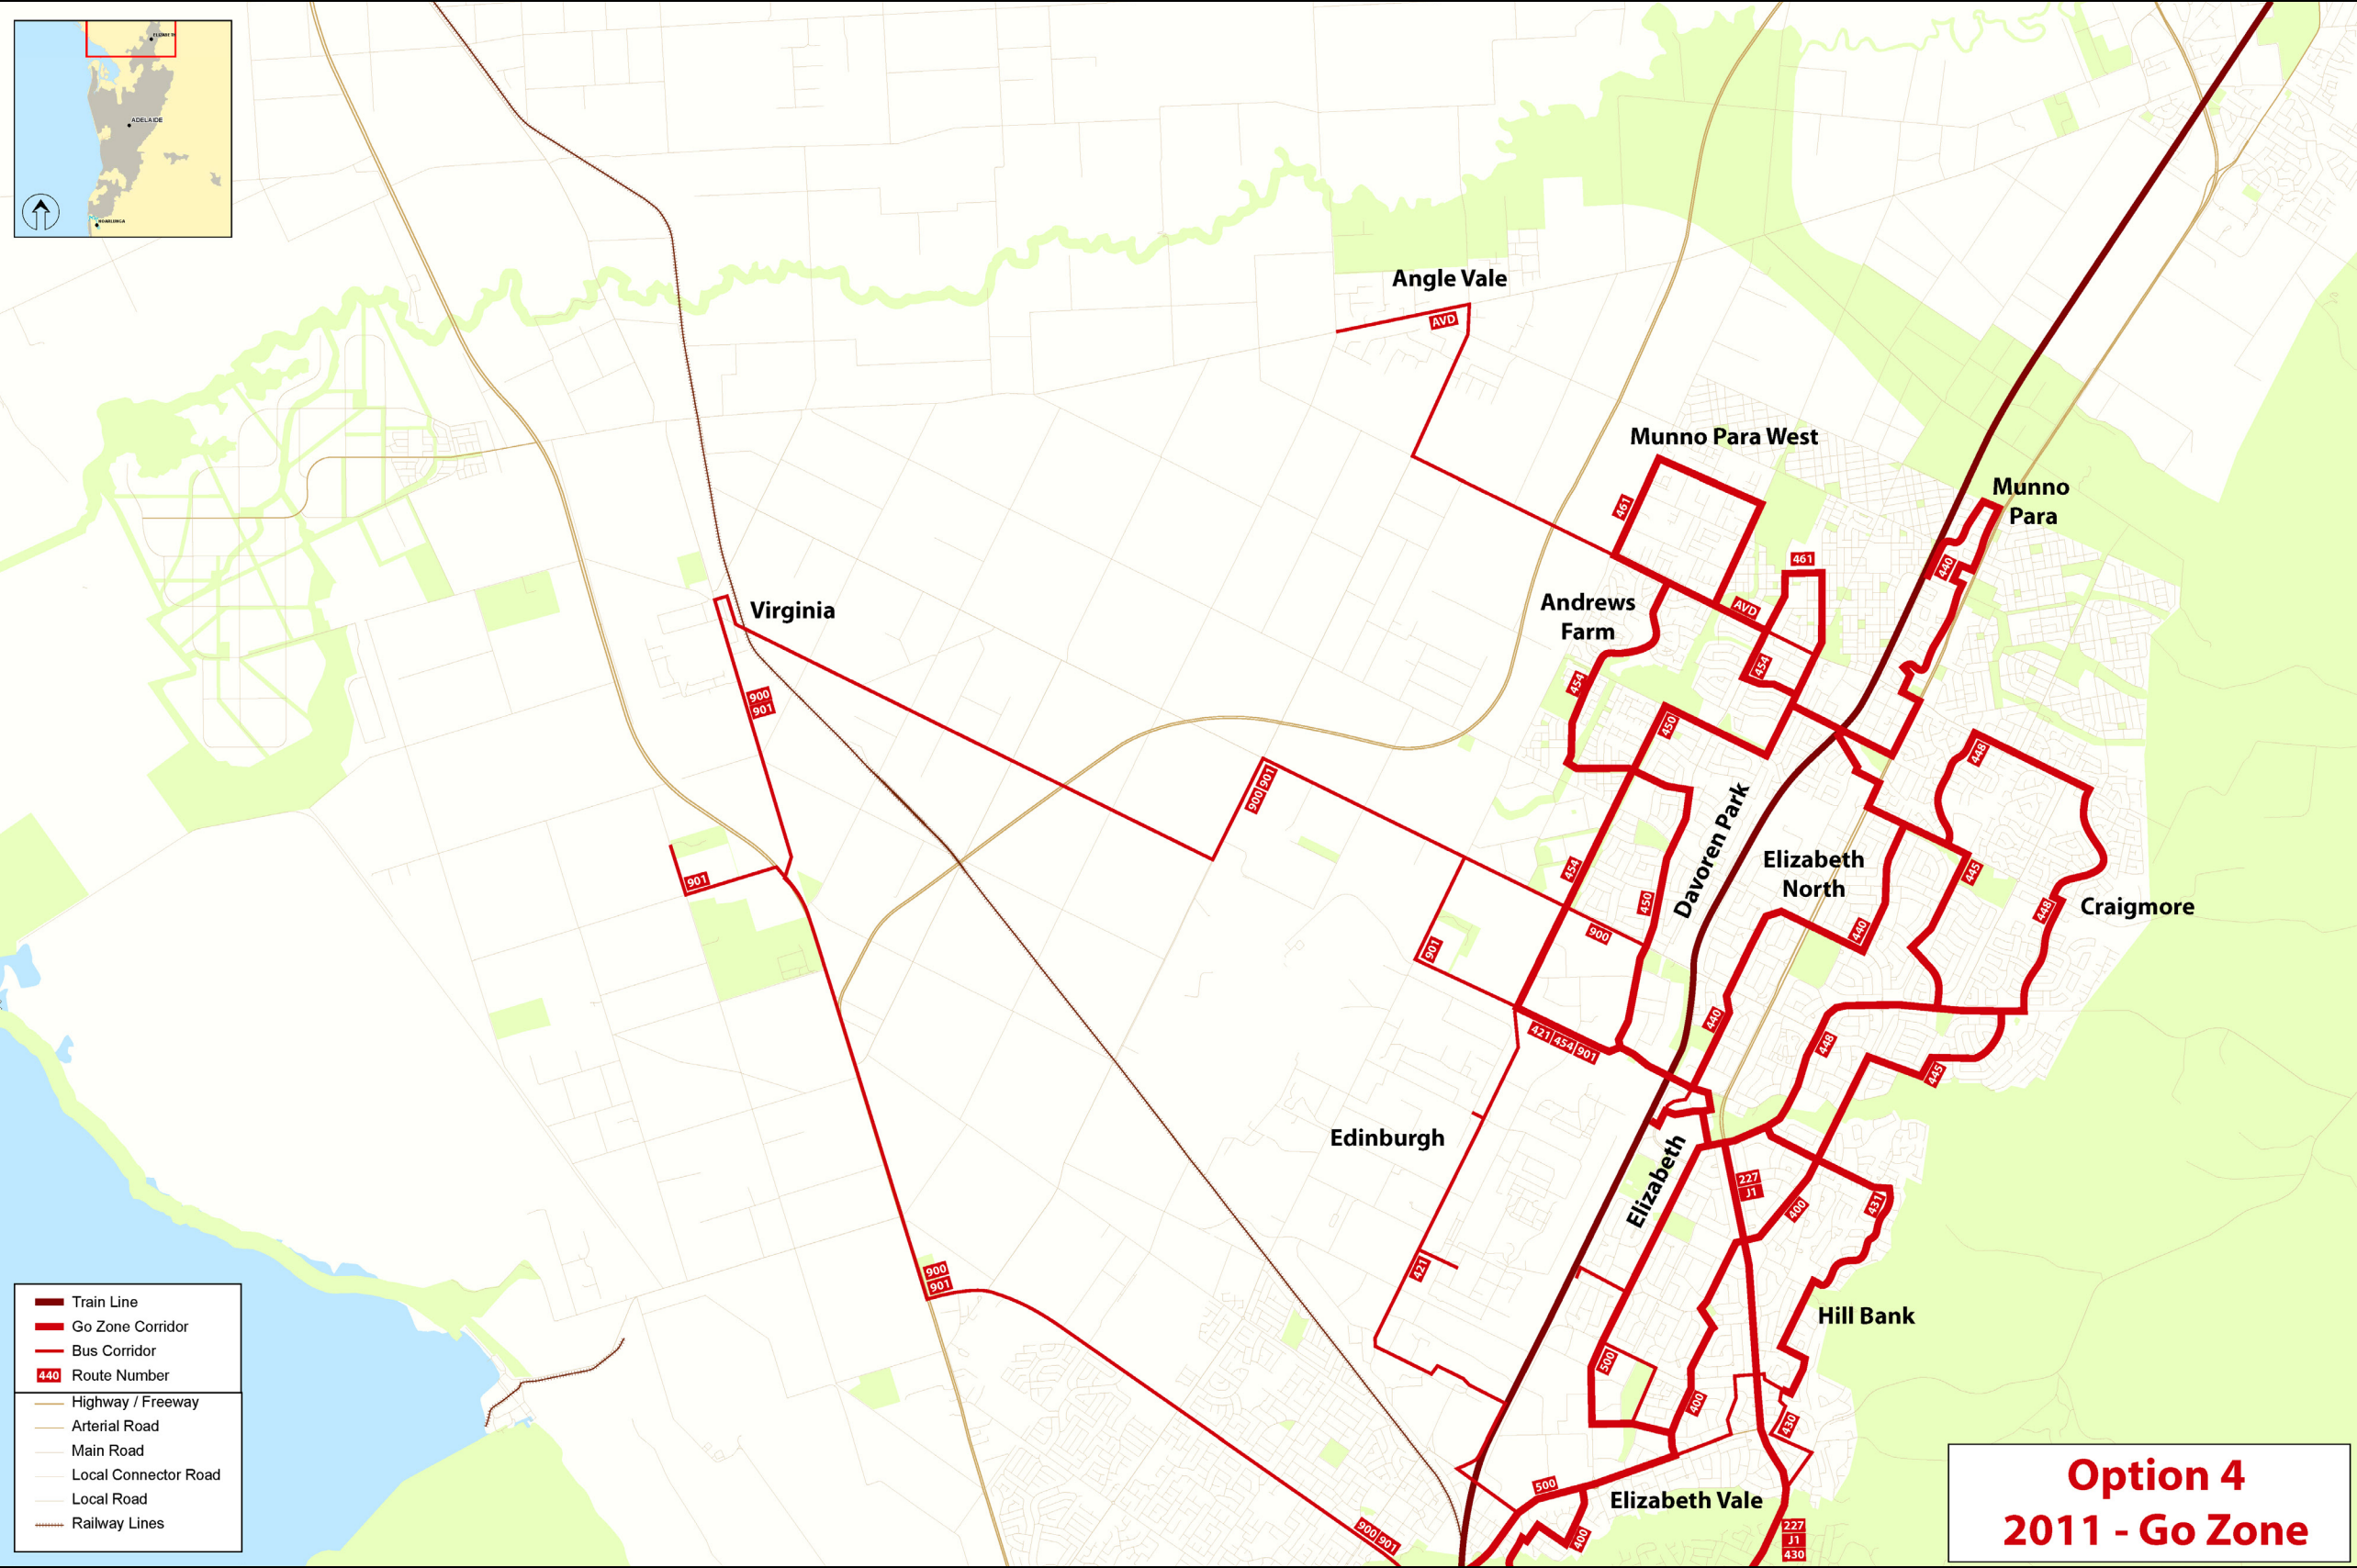 ADELAIDE
NOARLUNGA
Angle Vale
AVD
Munno Para West
461
Munno
Para
440
461
AVD
Andrews
Farm
454
454
Virginia
900
901
450
448
900 901
Davoren Park
Elizabeth
North
454
450
445
901
448
Craigmore
440
900
901
440
448
421 454 901
445
Edinburgh
Elizabeth
227
J1
400
431
421
900
901
Hill Bank
500
400
430
500
Elizabeth Vale
400
900 901
227
J1
430
Train Line
Go Zone Corridor
Bus Corridor
440 Route Number
Highway / Freeway
Arterial Road
Main Road
Local Connector Road
Local Road
Railway Lines
Option 4
2011 - Go Zone